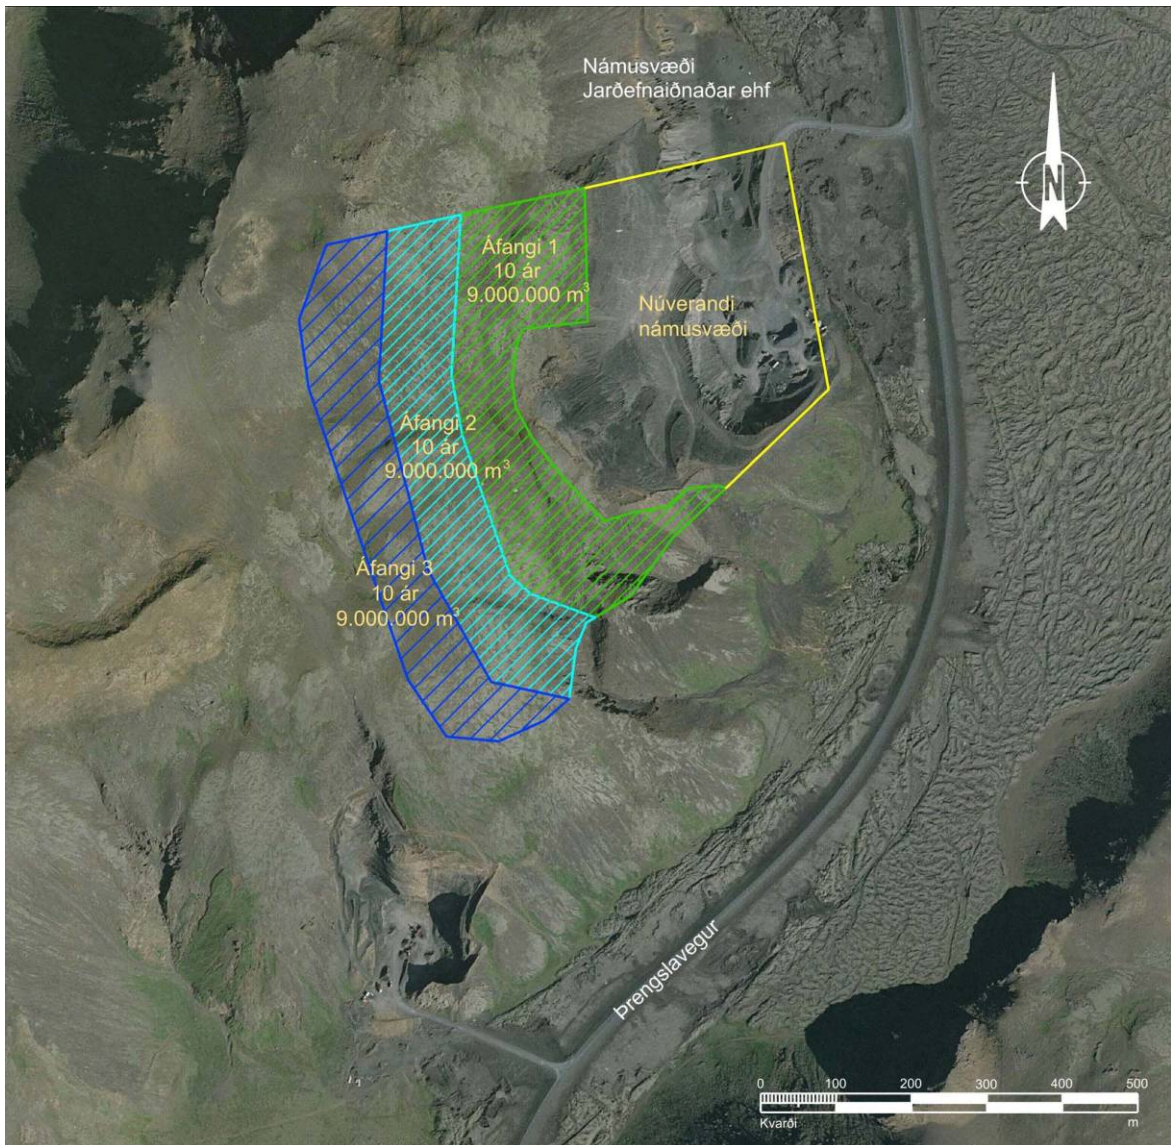 Námusvæði
Jarðefnaiðnaðar ehf
N
Áfangi 1
10 ár
9.000.000 m³
Núverandi
námusvæði
Áfangi 2
10 ár
9.000.000 m³
Áfangi 3
10 ár
9.000.000 m³
Þrengslavegur
0 100 200 300 400 500
Kvarði m